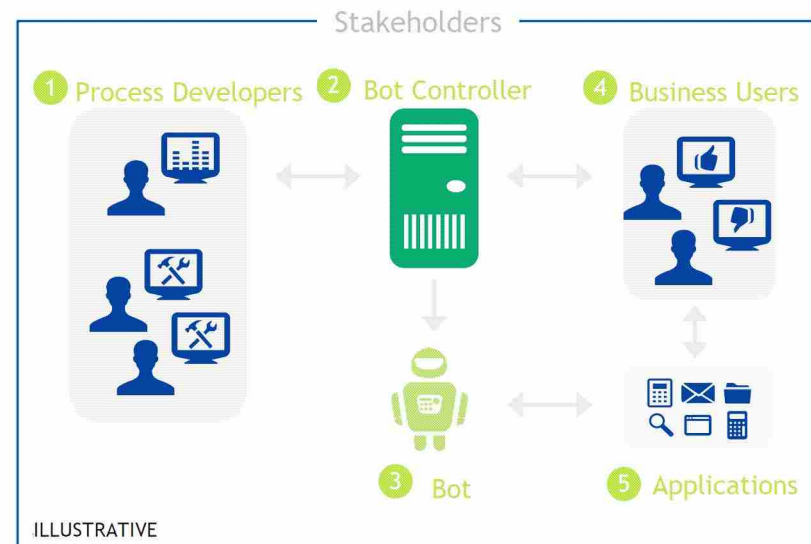 Stakeholders
1 Process Developers
2 Bot Controller
4 Business Users
3 Bot
5 Applications
ILLUSTRATIVE